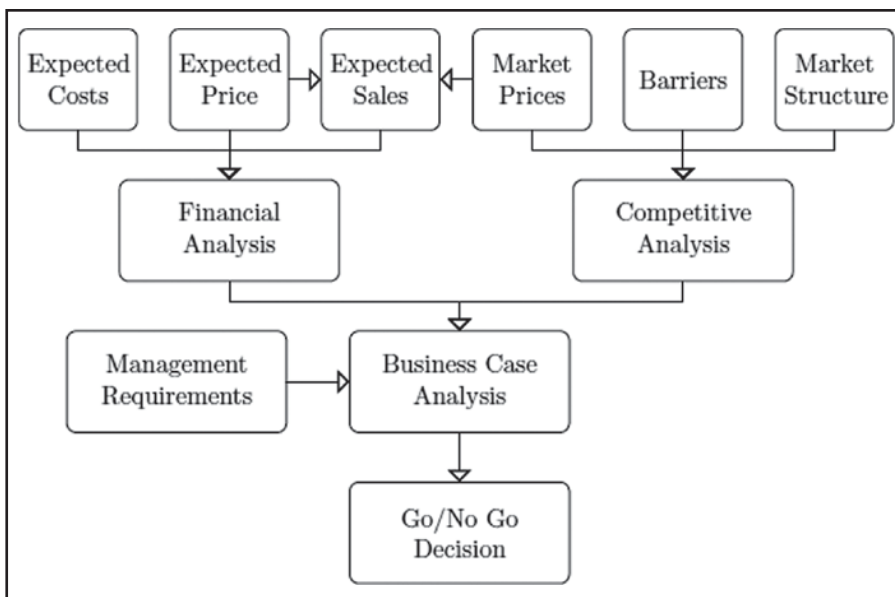 Expected
Costs
Expected
Price
Expected
Sales
Market
Prices
Barriers
Market
Structure
Financial
Analysis
Competitive
Analysis
Management
Requirements
Business Case
Analysis
Go/No Go
Decision